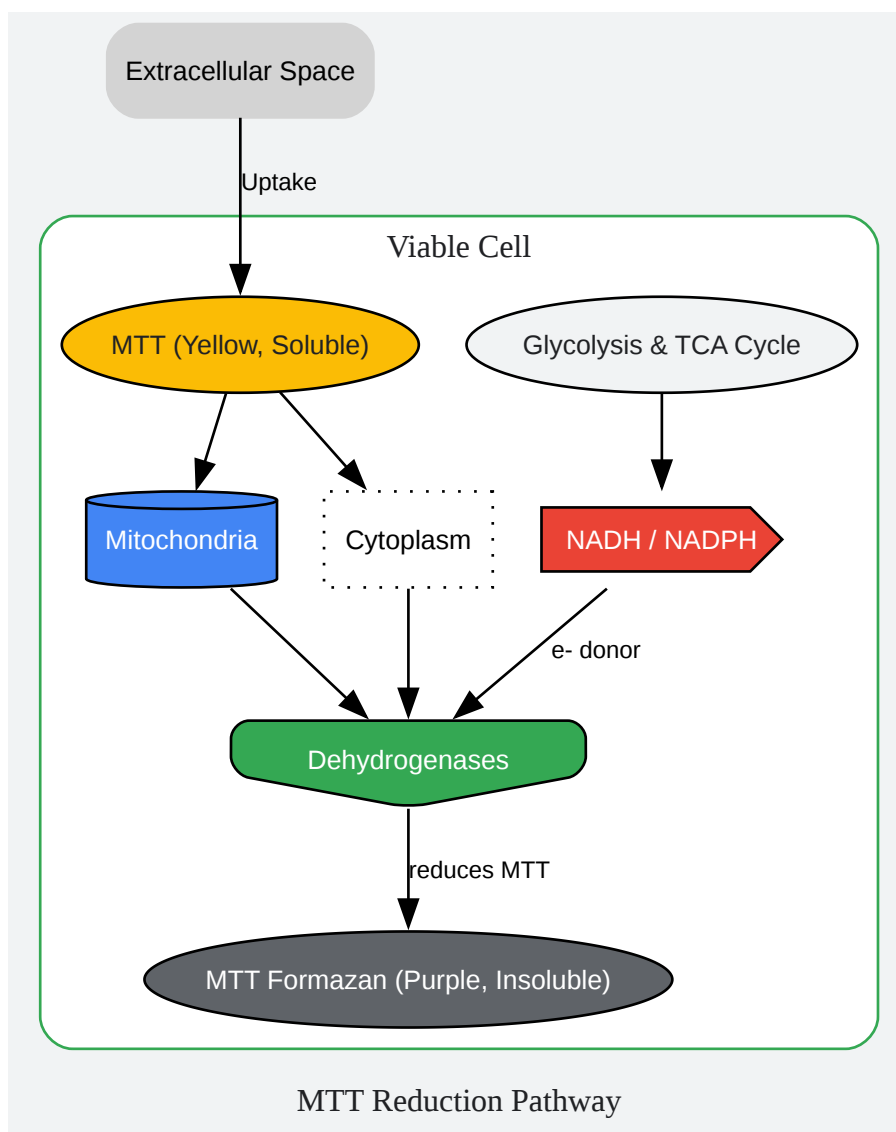 Extracellular Space
Uptake
Viable Cell
MTT (Yellow, Soluble)
Glycolysis & TCA Cycle
Mitochondria
Cytoplasm
NADH / NADPH
e- donor
Dehydrogenases
reduces MTT
MTT Formazan (Purple, Insoluble)
MTT Reduction Pathway